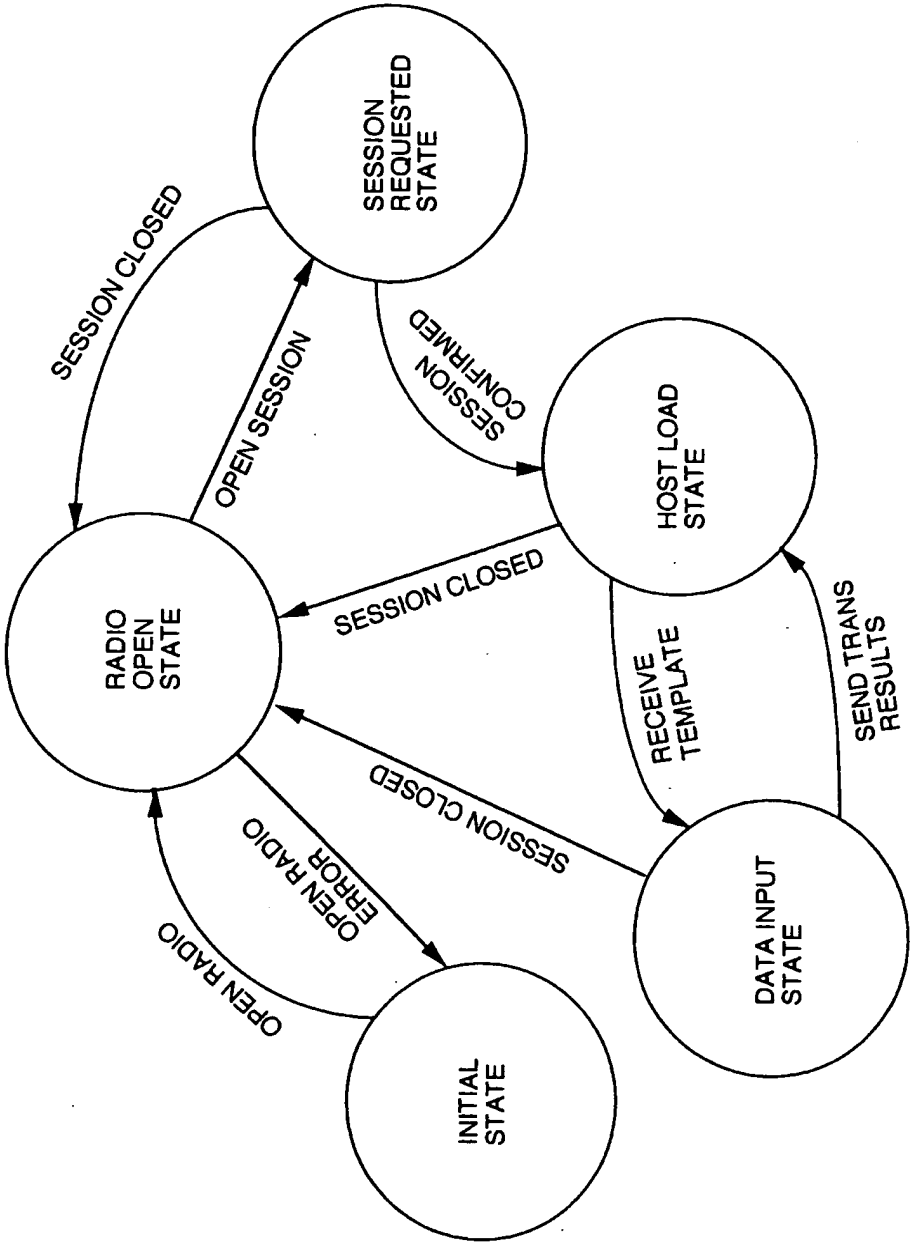 RADIO
OPEN
STATE
SESSION CLOSED
OPEN SESSION
SESSION
REQUESTED
STATE
SESSION
CONFIRMED
HOST LOAD
STATE
SESSION CLOSED
RECEIVE
TEMPLATE
SEND TRANS
RESULTS
DATA INPUT
STATE
SESSION CLOSED
OPEN RADIO
ERROR
OPEN RADIO
INITIAL
STATE